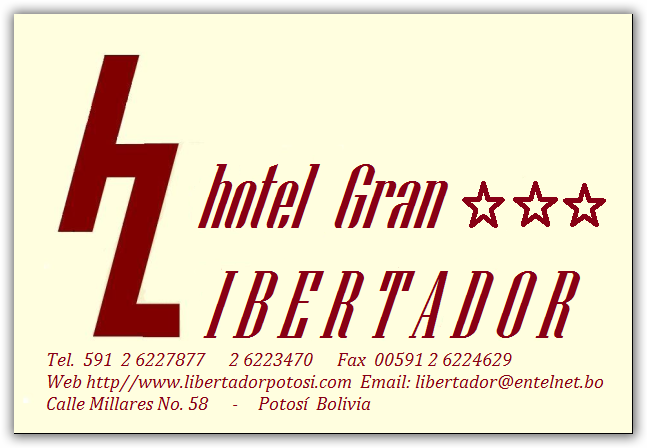 hotel Gran
LIBERTADOR
Tel. 591 2 6227877 2 6223470 Fax 00591 2 6224629
Web http//www.libertadorpotosi.com Email: libertador@entelnet.bo
Calle Millares No. 58 - Potosí Bolivia